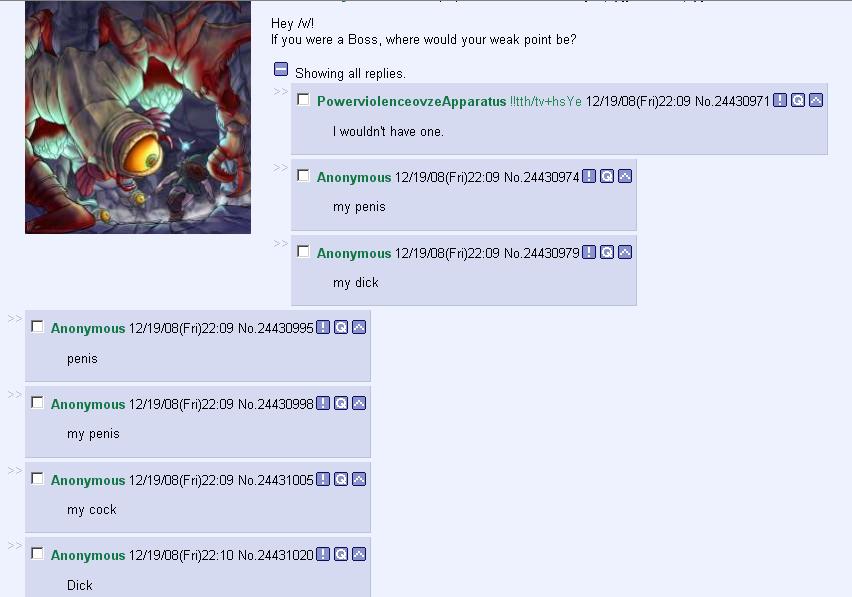 Hey /v/!
If you were a Boss, where would your weak point be?
Showing all replies.
>> PowerviolenceovzeApparatus !!tth/tv+hsYe 12/19/08(Fri)22:09 No.24430971 ! Q
I wouldn't have one.
>> Anonymous 12/19/08(Fri)22:09 No.24430974 ! Q
my penis
>> Anonymous 12/19/08(Fri)22:09 No.24430979 ! Q
my dick
>> Anonymous 12/19/08(Fri)22:09 No.24430995 ! Q
penis
>> Anonymous 12/19/08(Fri)22:09 No.24430998 ! Q
my penis
>> Anonymous 12/19/08(Fri)22:09 No.24431005 ! Q
my cock
>> Anonymous 12/19/08(Fri)22:10 No.24431020 ! Q
Dick